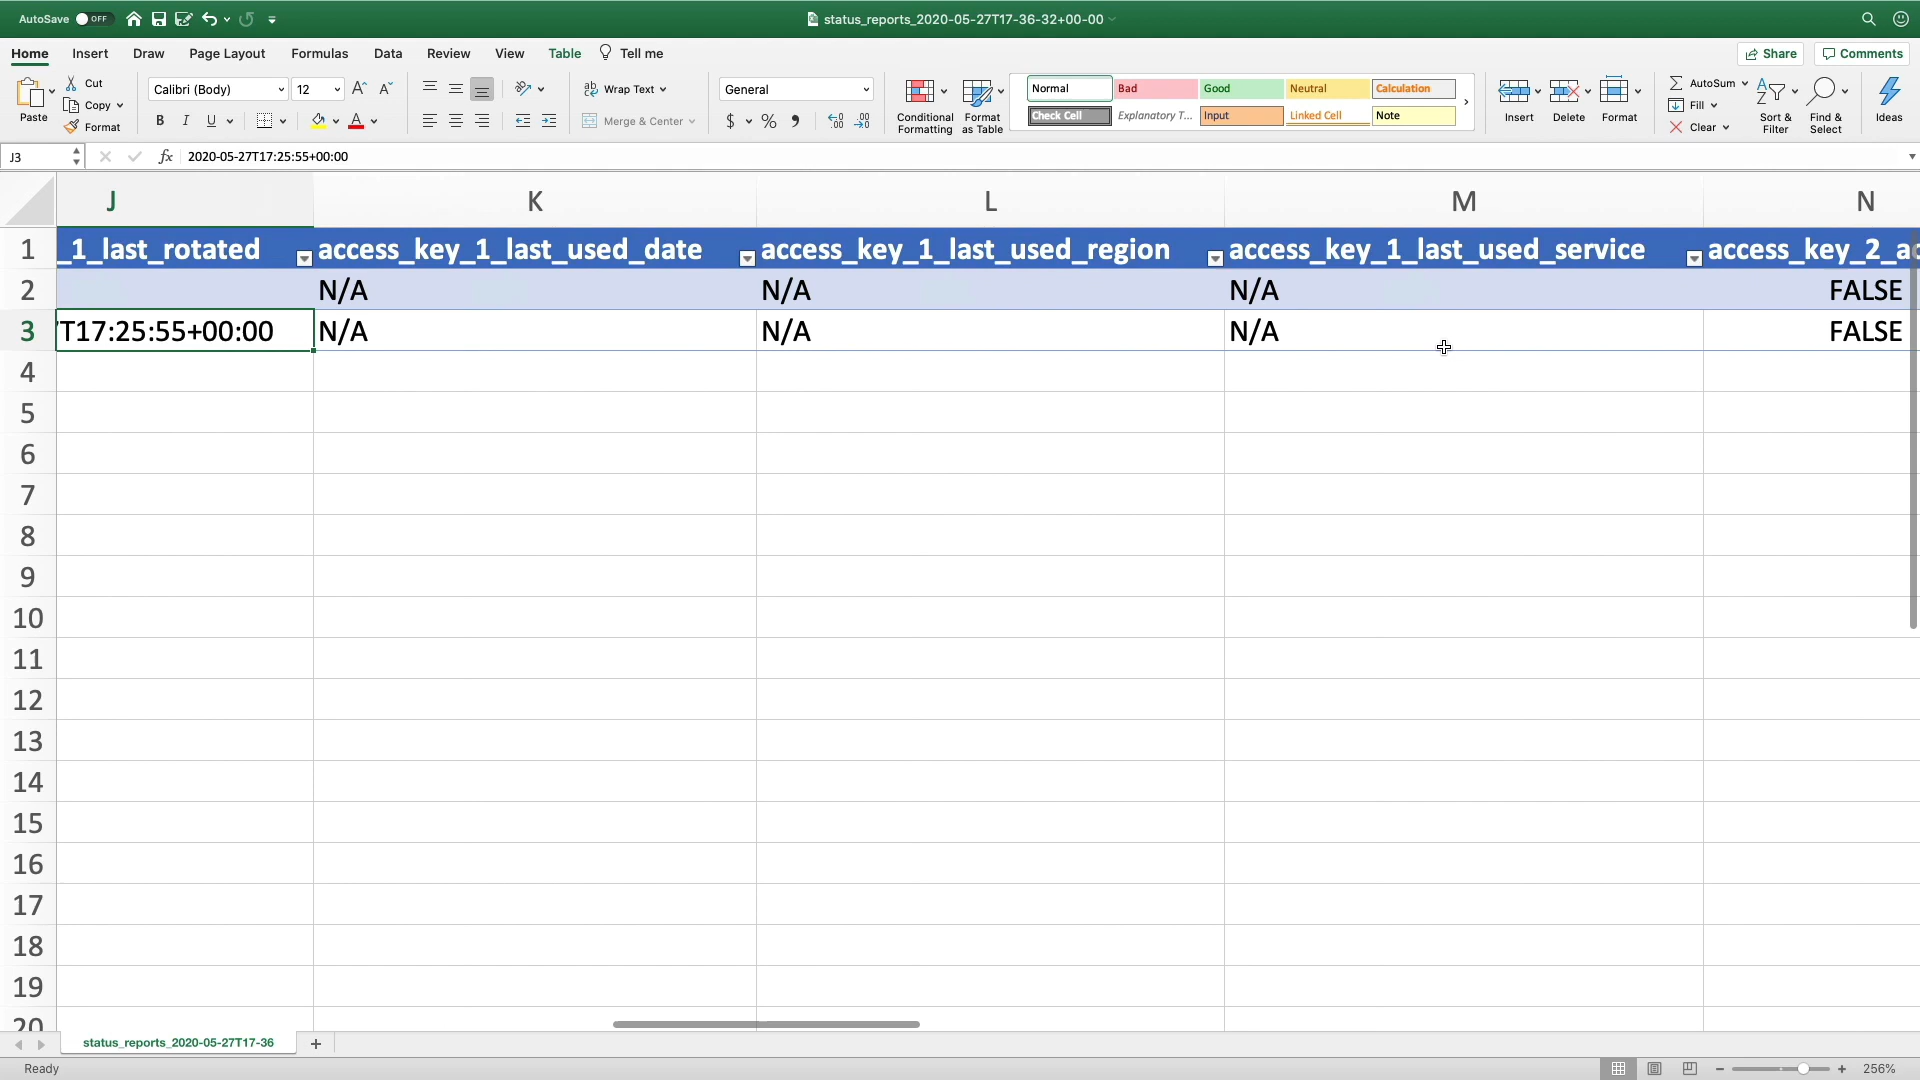 AutoSave OFF status_reports_2020-05-27T17-36-32+00-00
Home Insert Draw Page Layout Formulas Data Review View Table Tell me Share Comments
Paste Cut Copy Format
Calibri (Body) 12
B I U
Wrap Text
Merge & Center
General
$ %
Conditional Formatting
Format as Table
Normal Bad Good Neutral Calculation
Check Cell Explanatory T... Input Linked Cell Note
Insert Delete Format
AutoSum
Fill
Clear
Sort & Filter
Find & Select
Ideas
J3 fx 2020-05-27T17:25:55+00:00
J K L M N
1 _1_last_rotated access_key_1_last_used_date access_key_1_last_used_region access_key_1_last_used_service access_key_2_ac
2 N/A N/A N/A FALSE
3 T17:25:55+00:00 N/A N/A N/A FALSE
4
5
6
7
8
9
10
11
12
13
14
15
16
17
18
19
20
status_reports_2020-05-27T17-36 +
Ready 256%